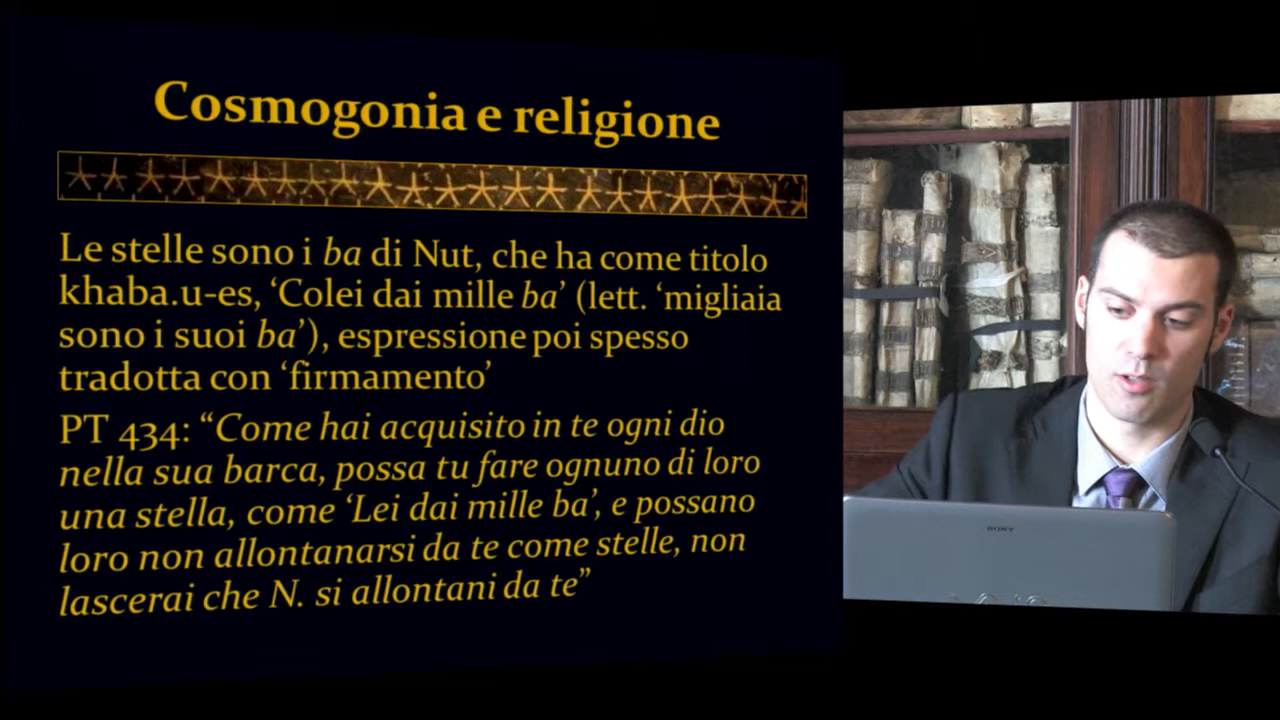 Cosmogonia e religione
Le stelle sono i ba di Nut, che ha come titolo
khaba.u-es, ‘Colei dai mille ba’ (lett. ‘migliaia
sono i suoi ba’), espressione poi spesso
tradotta con ‘firmamento’
PT 434: “Come hai acquisito in te ogni dio
nella sua barca, possa tu fare ognuno di loro
una stella, come ‘Lei dai mille ba’, e possano
loro non allontanarsi da te come stelle, non
lascerai che N. si allontani da te”
SONY